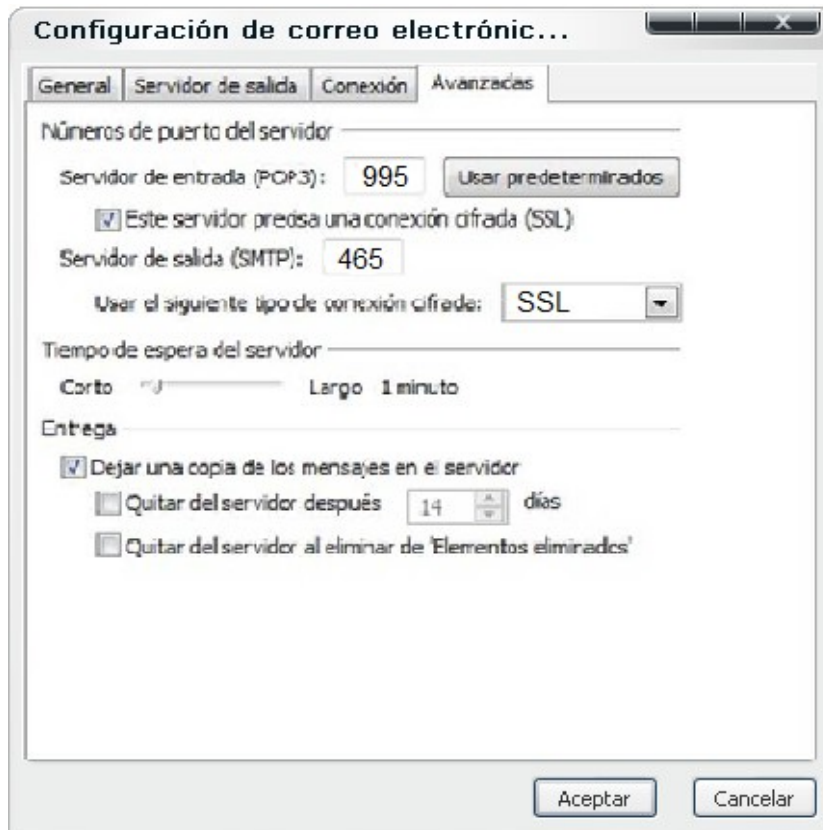 Configuración de correo electrónic...
General Servidor de salida Conexión Avanzadas
Números de puerto del servidor
Servidor de entrada (POP3): 995 Usar predeterminados
Este servidor precisa una conexión cifrada (SSL)
Servidor de salida (SMTP): 465
Usar el siguiente tipo de conexión cifrada: SSL
Tiempo de espera del servidor
Corto Largo 1 minuto
Entrega
Dejar una copia de los mensajes en el servidor
Quitar del servidor después 14 días
Quitar del servidor al eliminar de 'Elementos eliminados'
Aceptar Cancelar